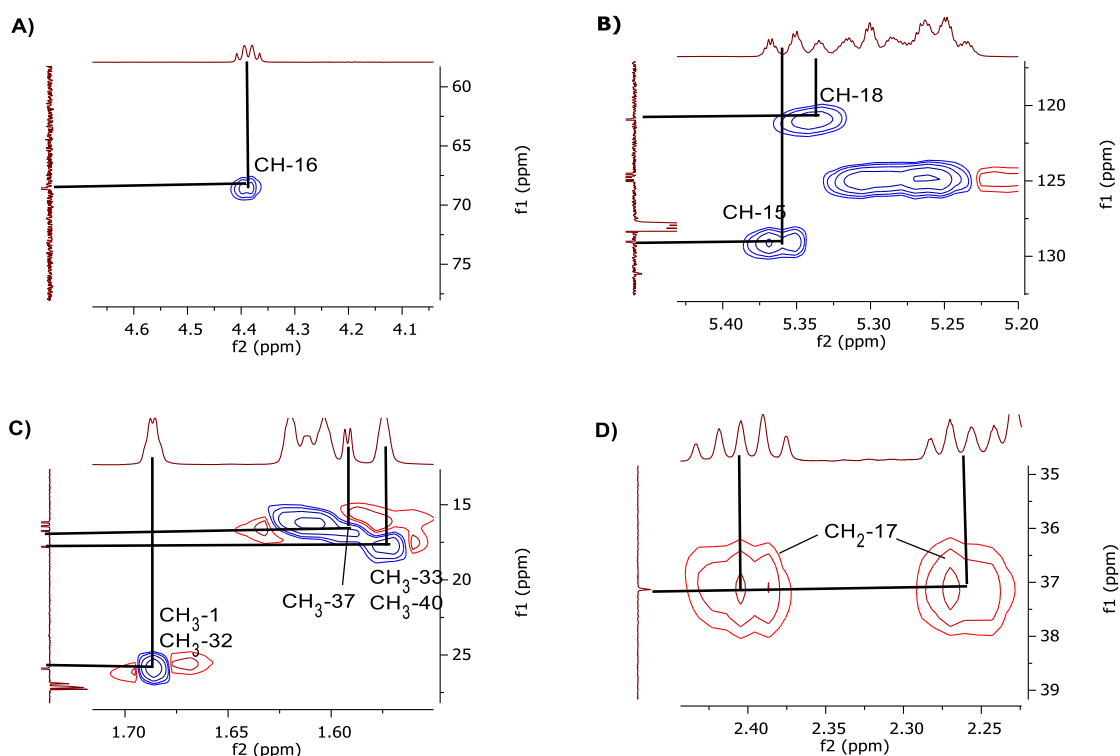 A)
CH-16
60
65
70
75
f1 (ppm)
4.6 4.5 4.4 4.3 4.2 4.1
f2 (ppm)
B)
CH-18
CH-15
120
125
130
f1 (ppm)
5.40 5.35 5.30 5.25 5.20
f2 (ppm)
C)
CH3-37
CH3-33
CH3-40
CH3-1
CH3-32
15
20
25
f1 (ppm)
1.70 1.65 1.60
f2 (ppm)
D)
CH2-17
35
36
37
38
39
f1 (ppm)
2.40 2.35 2.30 2.25
f2 (ppm)